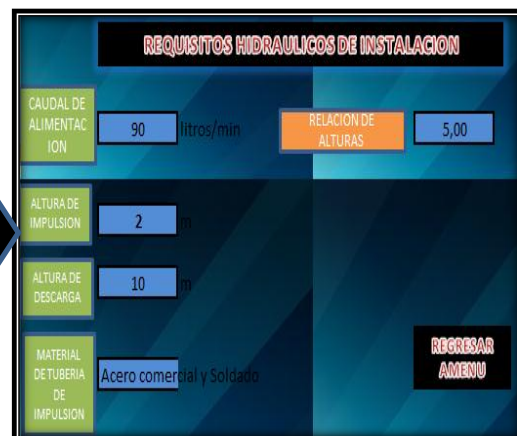 REQUISITOS HIDRAULICOS DE INSTALACION
CAUDAL DE
ALIMENTAC
ION
90 litros/min
RELACION DE
ALTURAS
5,00
ALTURA DE
IMPULSION
2 m
ALTURA DE
DESCARGA
10 m
MATERIAL
DE TUBERIA
DE
IMPULSION
Acero comercial y Soldado
REGRESAR
AMENU